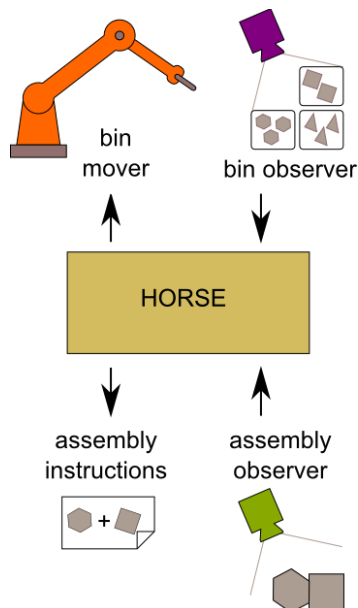 bin
mover
bin observer
HORSE
assembly
instructions
+
assembly
observer